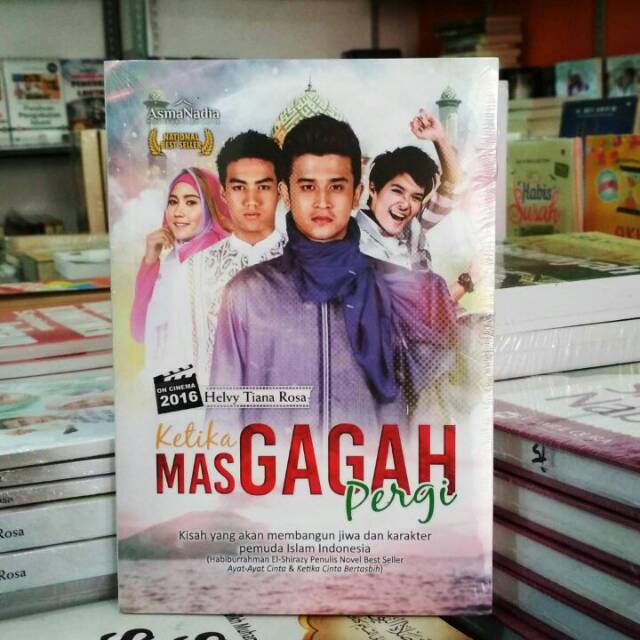 AsmaNadia
NATIONAL
BEST SELLER
ON CINEMA
2016
Helvy Tiana Rosa
Ketika
MAS GAGAH
Pergi
Kisah yang akan membangun jiwa dan karakter
pemuda Islam Indonesia
(Habiburrahman El-Shirazy Penulis Novel Best Seller
Ayat-Ayat Cinta & Ketika Cinta Bertasbih)
Habis
Susah
Rosa
Rosa